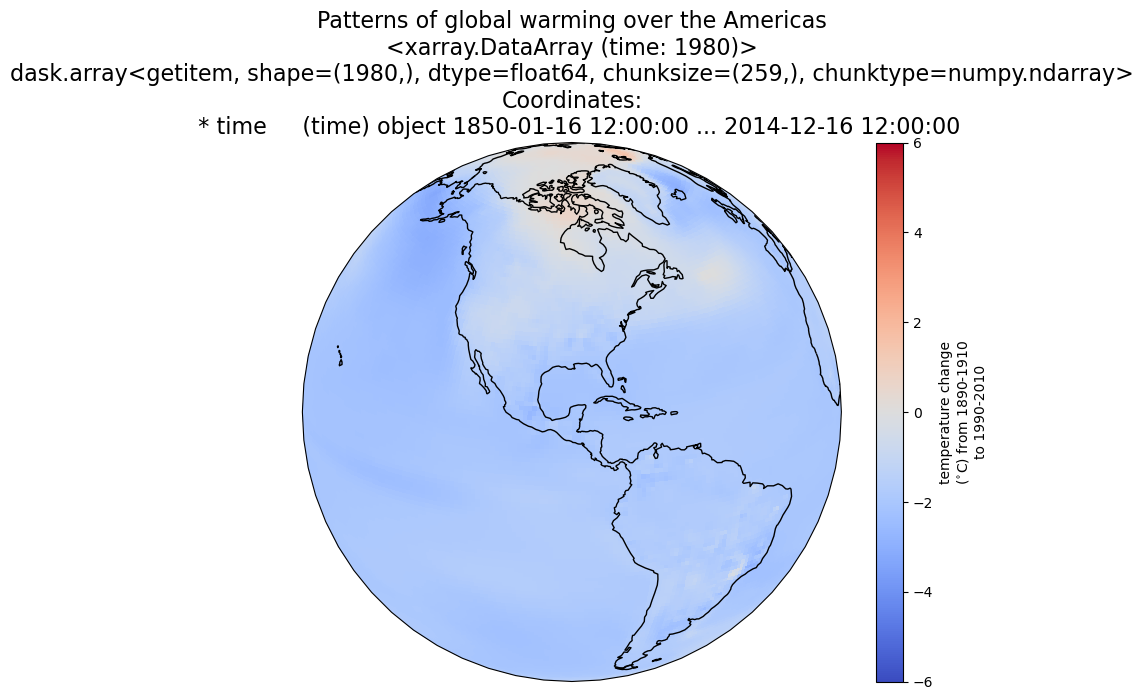 Patterns of global warming over the Americas
<xarray.DataArray (time: 1980)>
dask.array<getitem, shape=(1980,), dtype=float64, chunksize=(259,), chunktype=numpy.ndarray>
Coordinates:
* time     (time) object 1850-01-16 12:00:00 ... 2014-12-16 12:00:00
6
4
2
0
−2
−4
−6
temperature change
(°C) from 1890-1910
to 1990-2010